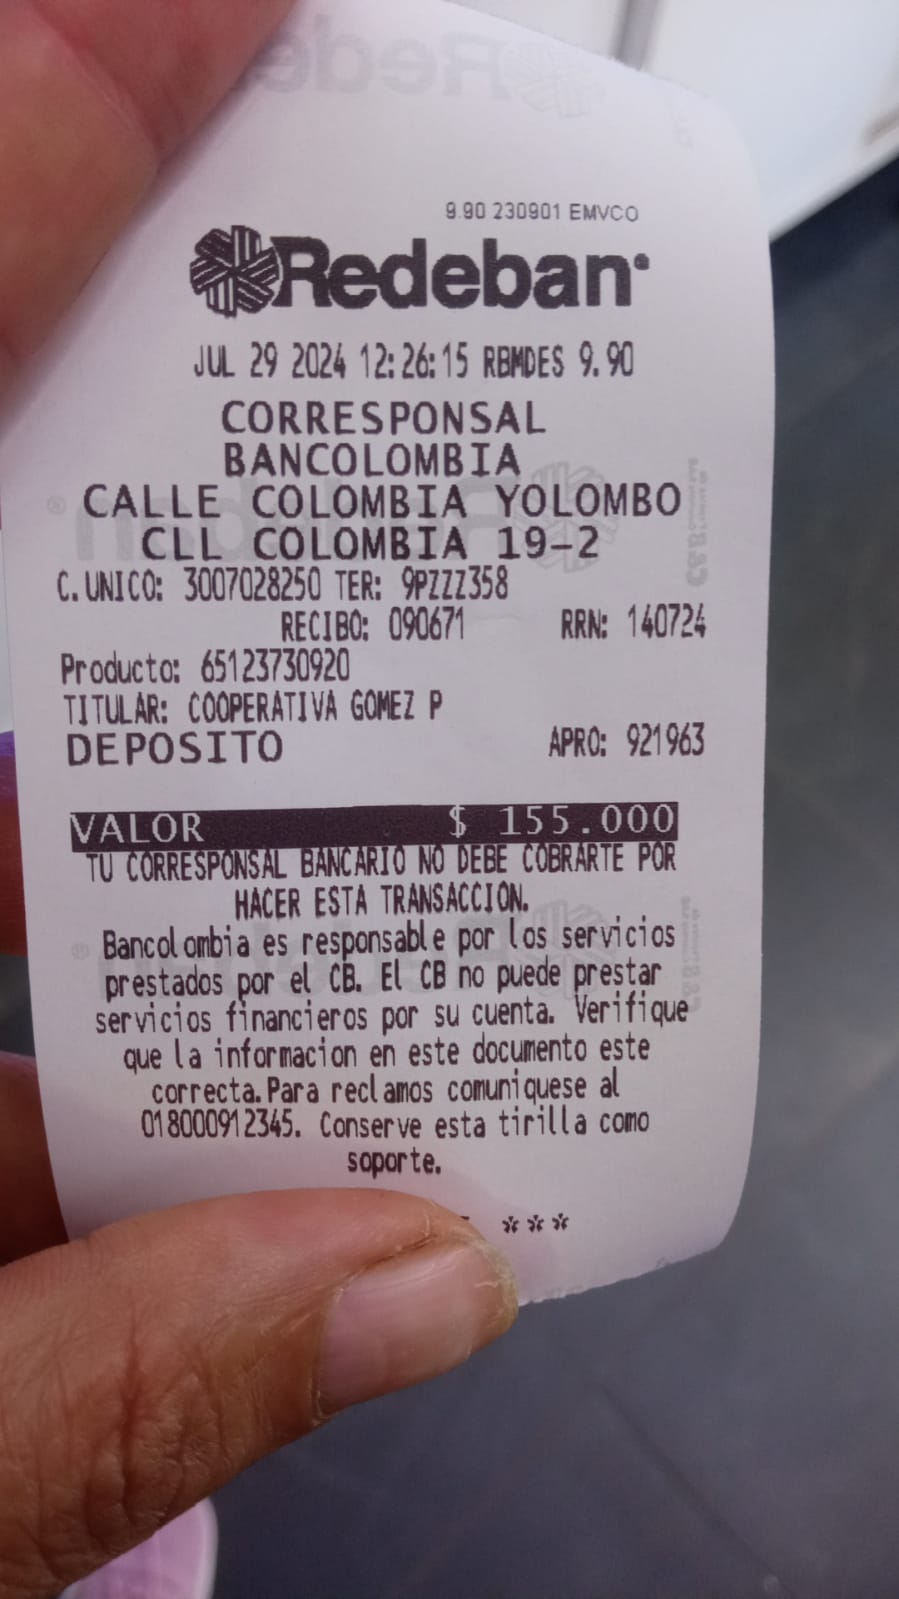 9.90 230901 EMVCO
Redeban
JUL 29 2024 12:26:15 RBMDES 9.90
CORRESPONSAL
BANCOLOMBIA
CALLE COLOMBIA YOLOMBO
CLL COLOMBIA 19-2
C.UNICO: 3007028250 TER: 9PZZZ358
RECIBO: 090671 RRN: 140724
Producto: 65123730920
TITULAR: COOPERATIVA GOMEZ P
DEPOSITO APRO: 921963
VALOR $ 155.000
TU CORRESPONSAL BANCARIO NO DEBE COBRARTE POR
HACER ESTA TRANSACCION.
Bancolombia es responsable por los servicios
prestados por el CB. El CB no puede prestar
servicios financieros por su cuenta. Verifique
que la informacion en este documento este
correcta.Para reclamos comuniquese al
018000912345. Conserve esta tirilla como
soporte.
***